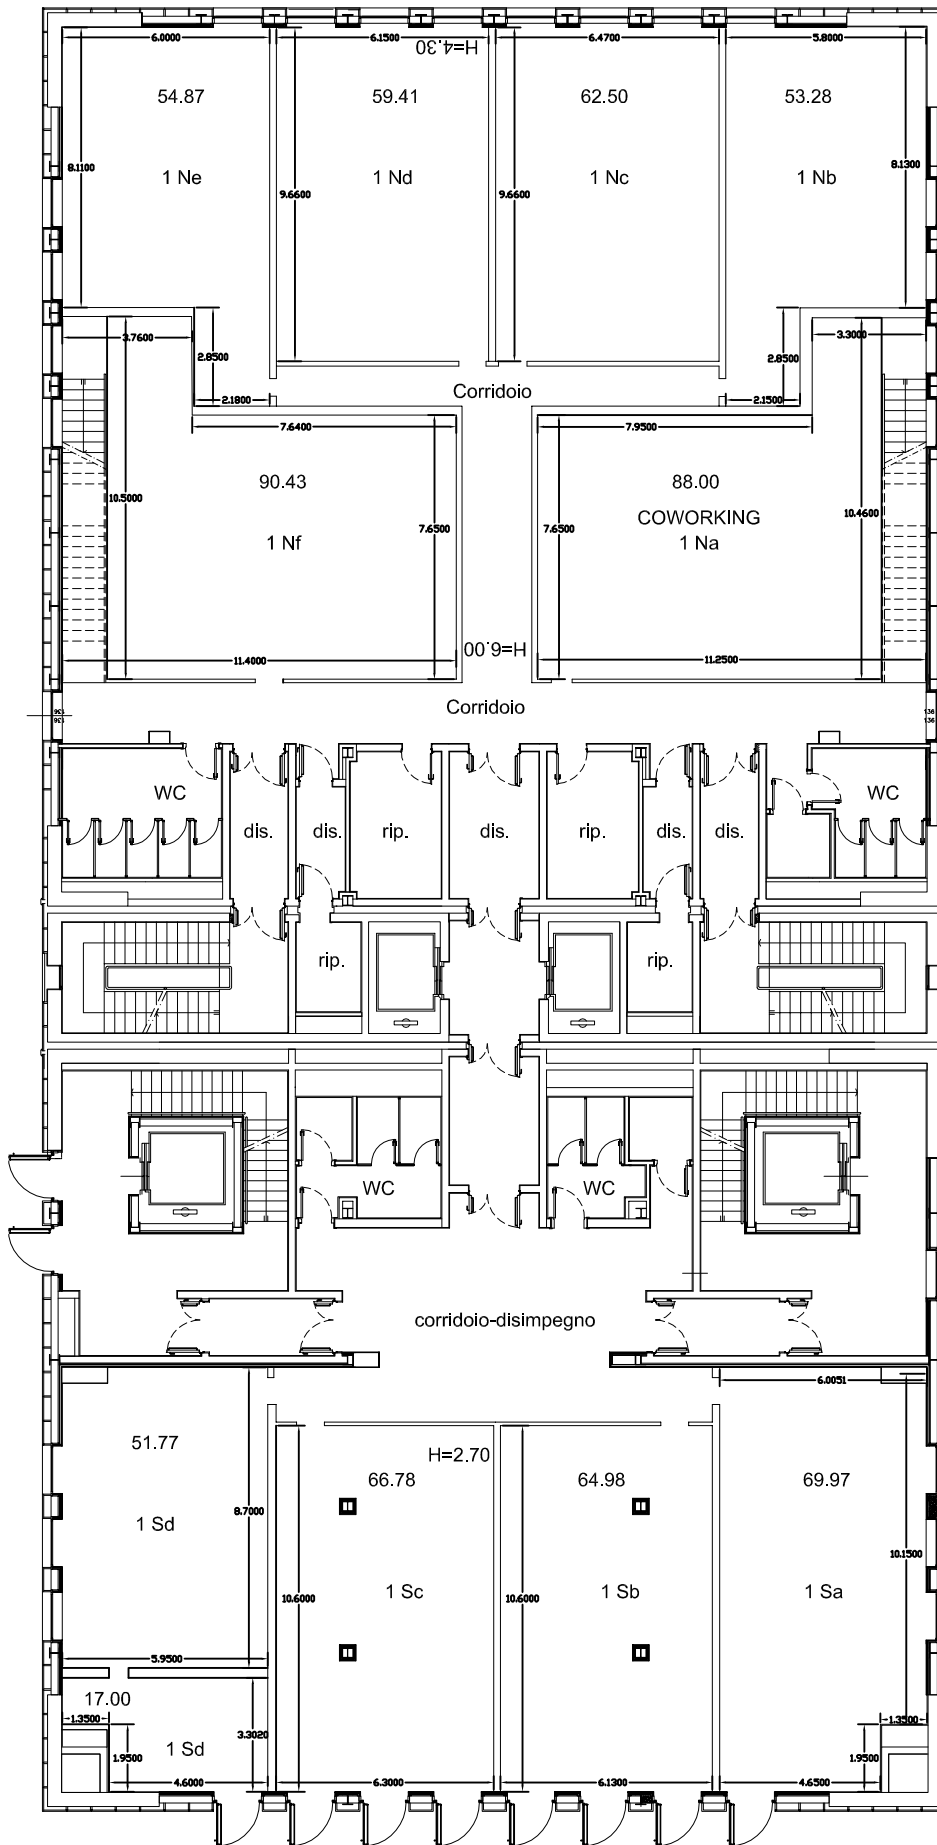 6.0000
6.1500
6.4700
5.8000
H=4.30
54.87
59.41
62.50
53.28
8.1100
1 Ne
9.6600
1 Nd
9.6600
1 Nc
1 Nb
8.1300
3.7600
2.8500
2.8500
3.3000
Corridoio
2.1800
2.1500
7.6400
7.9500
90.43
88.00
10.5000
7.6500
7.6500
COWORKING
10.4600
1 Nf
1 Na
H=6.00
11.4000
11.2500
Corridoio
136
136
WC
WC
dis.
dis.
rip.
dis.
rip.
dis.
dis.
rip.
rip.
WC
WC
corridoio-disimpegno
6.0051
51.77
H=2.70
66.78
64.98
69.97
8.7000
1 Sd
10.1500
10.6000
1 Sc
10.6000
1 Sb
1 Sa
5.9500
17.00
1.3500
3.3020
1.3500
1 Sd
1.9500
1.9500
4.6000
6.3000
6.1300
4.6500